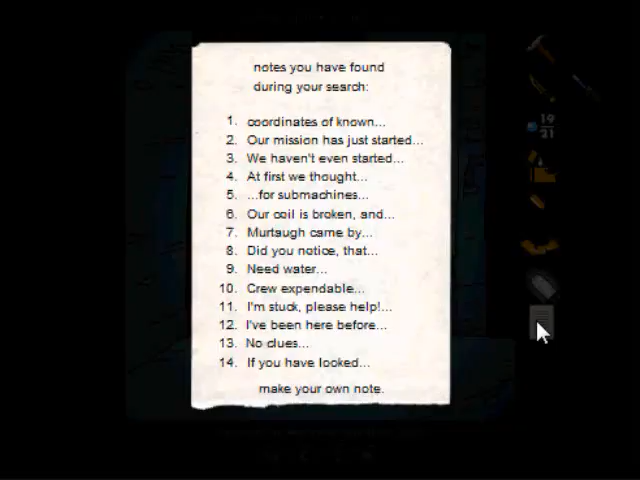 notes you have found
during your search:
1. coordinates of known...
2. Our mission has just started...
3. We haven't even started...
4. At first we thought...
5. ...for submachines...
6. Our coil is broken, and...
7. Murtaugh came by...
8. Did you notice, that...
9. Need water...
10. Crew expendable...
11. I'm stuck, please help!...
12. I've been here before...
13. No clues...
14. If you have looked...
make your own note.
19
21